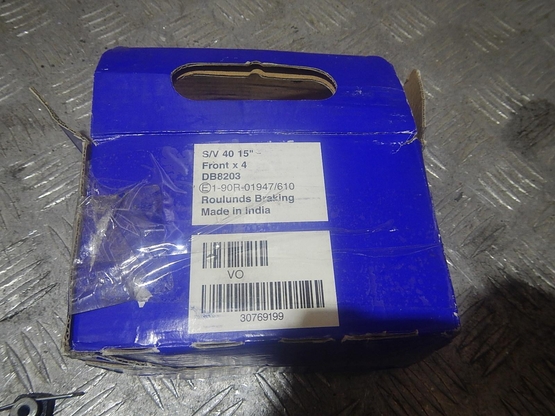 S/V 40 15" -
Front x 4
DB8203
E1-90R-01947/610
Roulunds Braking
Made in India
VO
30769199